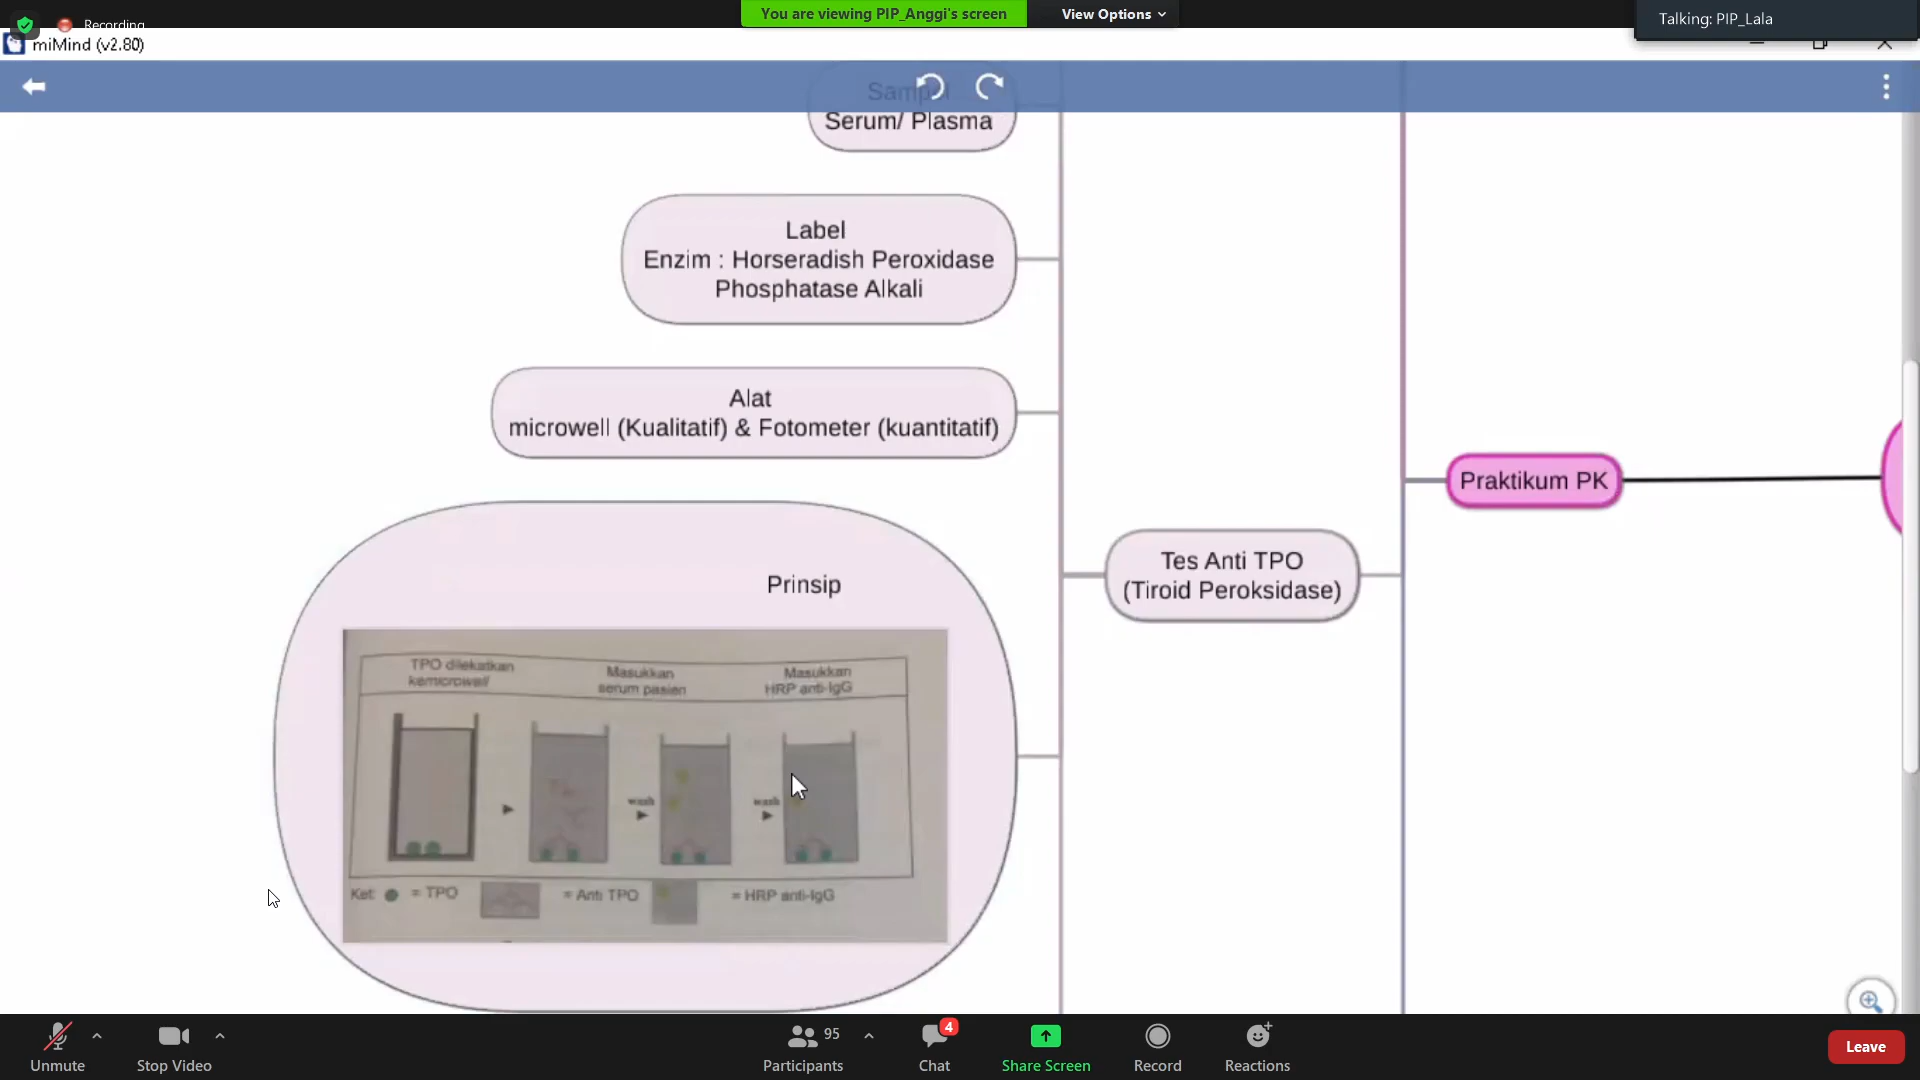 Recording
You are viewing PIP_Anggi's screen
View Options
Talking: PIP_Lala
miMind (v2.80)
Sampel
Serum/ Plasma
Label
Enzim : Horseradish Peroxidase
Phosphatase Alkali
Alat
microwell (Kualitatif) & Fotometer (kuantitatif)
Praktikum PK
Tes Anti TPO
(Tiroid Peroksidase)
Prinsip
TPO dilekatkan
kemicrowell
Masukkan
serum pasien
Masukkan
HRP anti-IgG
wash
wash
Ket: = TPO = Anti TPO = HRP anti-IgG
Unmute
Stop Video
95
Participants
4
Chat
Share Screen
Record
Reactions
Leave